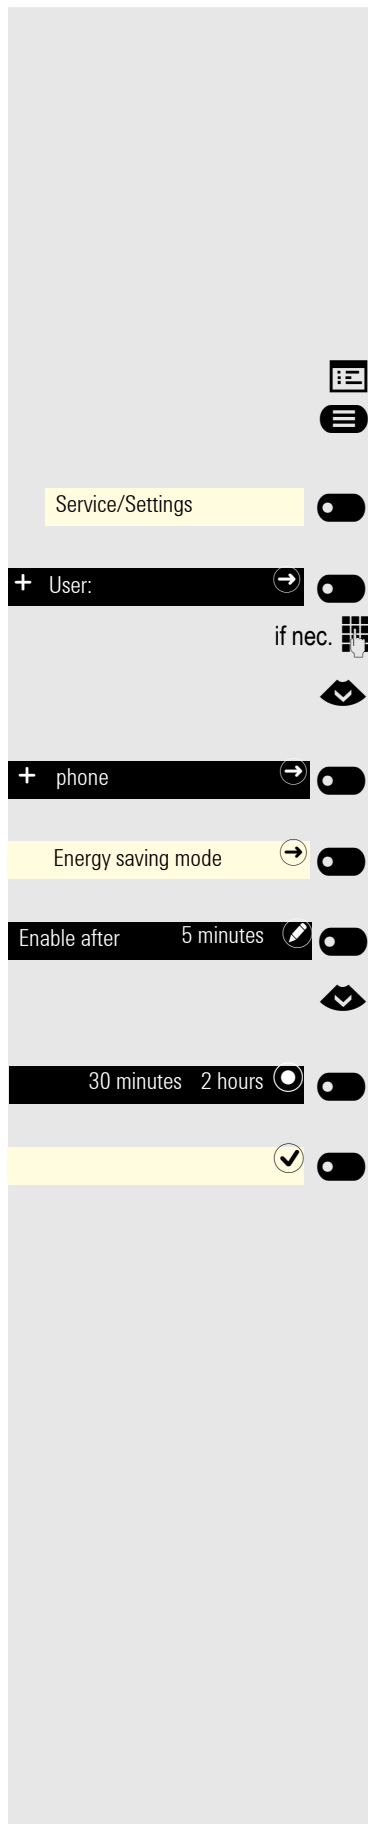 Service/Settings
+ User:
if nec.
+ phone
Energy saving mode
Enable after 5 minutes
30 minutes 2 hours